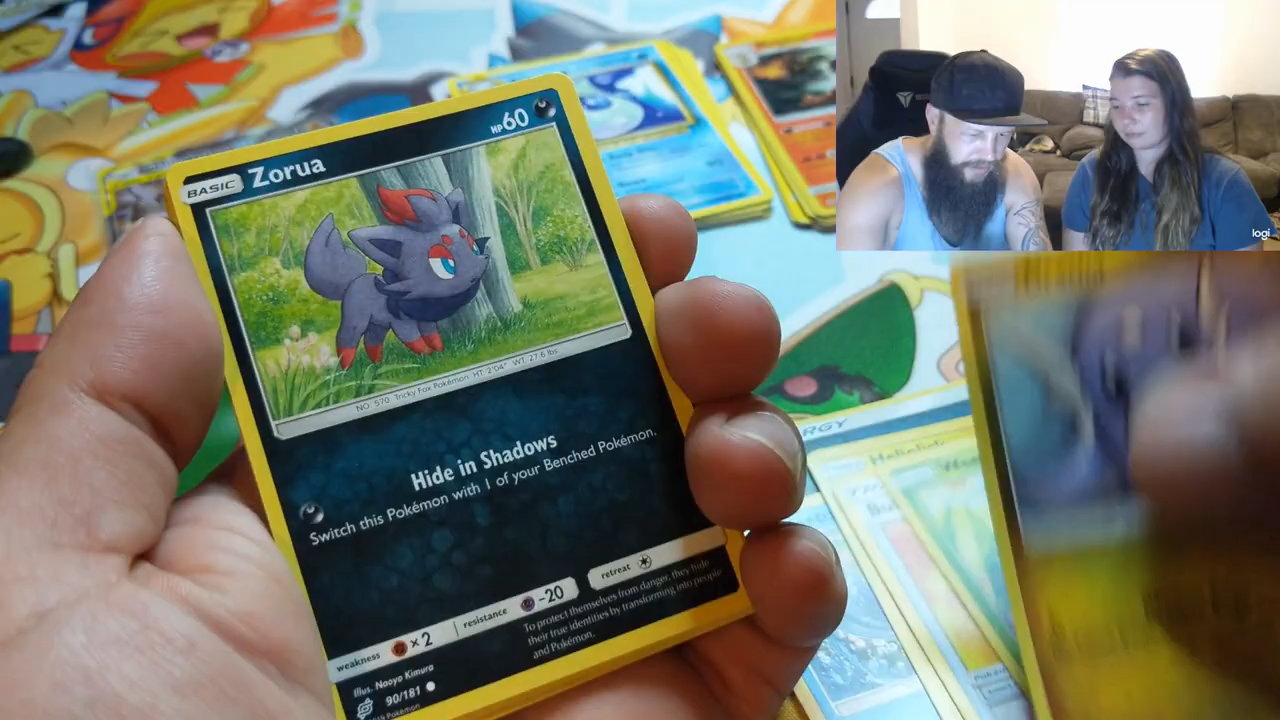 BASIC Zorua HP60
NO. 570 Tricky Fox Pokémon HT. 2'04" WT. 27.6 lbs
Hide in Shadows
Switch this Pokémon with 1 of your Benched Pokémon.
weakness ×2 resistance -20 retreat
To protect themselves from danger, they hide
their true identities by transforming into people
and Pokémon.
Illus. Naoyo Kimura
90/181
logi